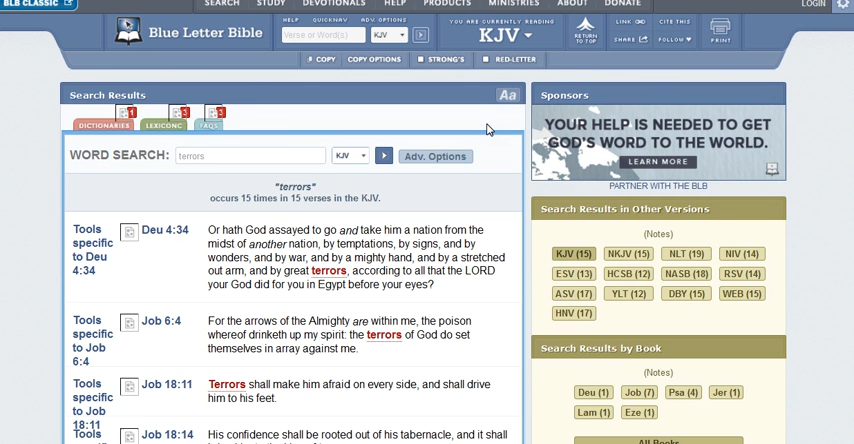 BLB CLASSIC
SEARCH STUDY DEVOTIONALS HELP PRODUCTS MINISTRIES ABOUT DONATE
LOGIN
Blue Letter Bible
HELP QUICKNAV ADV. OPTIONS
Verse or Word(s) KJV
YOU ARE CURRENTLY READING
KJV
RETURN
TO TOP
LINK CITE THIS
SHARE FOLLOW
PRINT
COPY COPY OPTIONS STRONG'S RED-LETTER
Search Results Aa
1 3 3
DICTIONARIES LEXICONC FAQS
WORD SEARCH: terrors KJV Adv. Options
"terrors"
occurs 15 times in 15 verses in the KJV.
Tools
specific
to Deu
4:34
Deu 4:34
Or hath God assayed to go and take him a nation from the
midst of another nation, by temptations, by signs, and by
wonders, and by war, and by a mighty hand, and by a stretched
out arm, and by great terrors, according to all that the LORD
your God did for you in Egypt before your eyes?
Tools
specific
to Job
6:4
Job 6:4
For the arrows of the Almighty are within me, the poison
whereof drinketh up my spirit: the terrors of God do set
themselves in array against me.
Tools
specific
to Job
18:11
Job 18:11
Terrors shall make him afraid on every side, and shall drive
him to his feet.
Tools
Job 18:14
His confidence shall be rooted out of his tabernacle, and it shall
Sponsors
YOUR HELP IS NEEDED TO GET
GOD'S WORD TO THE WORLD.
LEARN MORE
PARTNER WITH THE BLB
Search Results in Other Versions
(Notes)
KJV (15) NKJV (15) NLT (19) NIV (14)
ESV (13) HCSB (12) NASB (18) RSV (14)
ASV (17) YLT (12) DBY (15) WEB (15)
HNV (17)
Search Results by Book
(Notes)
Deu (1) Job (7) Psa (4) Jer (1)
Lam (1) Eze (1)
All Books